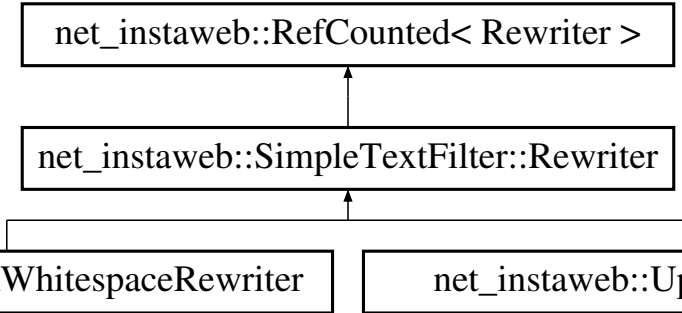 net_instaweb::RefCounted< Rewriter >
net_instaweb::SimpleTextFilter::Rewriter
WhitespaceRewriter net_instaweb::Up